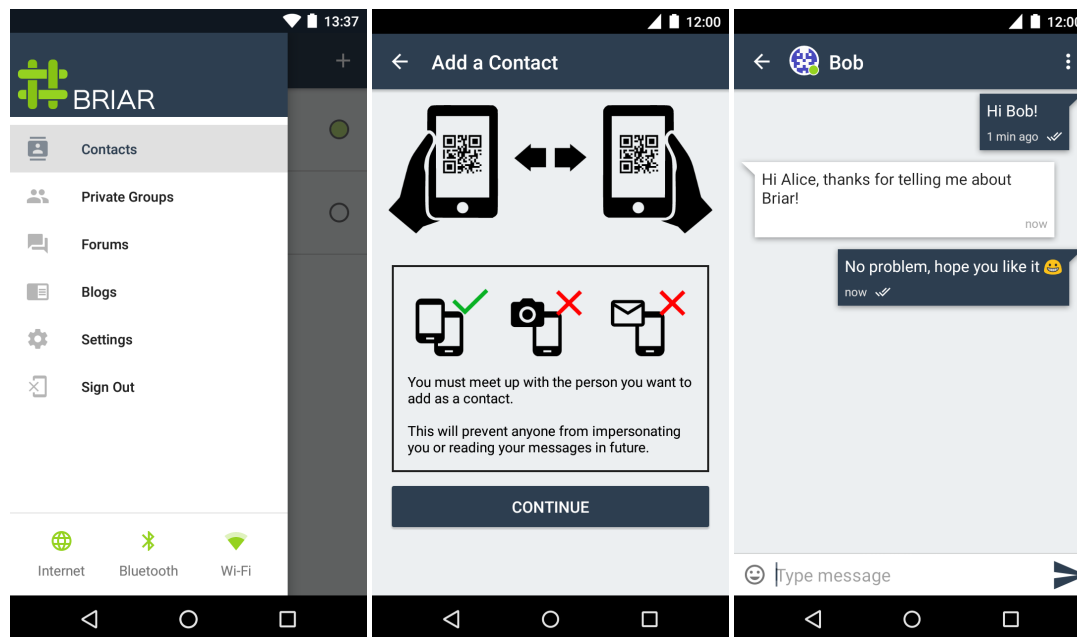 13:37
BRIAR
Contacts
Private Groups
Forums
Blogs
Settings
Sign Out
Internet Bluetooth Wi-Fi
12:00
Add a Contact
You must meet up with the person you want to
add as a contact.
This will prevent anyone from impersonating
you or reading your messages in future.
CONTINUE
12:00
Bob
Hi Bob!
1 min ago
Hi Alice, thanks for telling me about
Briar!
now
No problem, hope you like it 😀
now
Type message